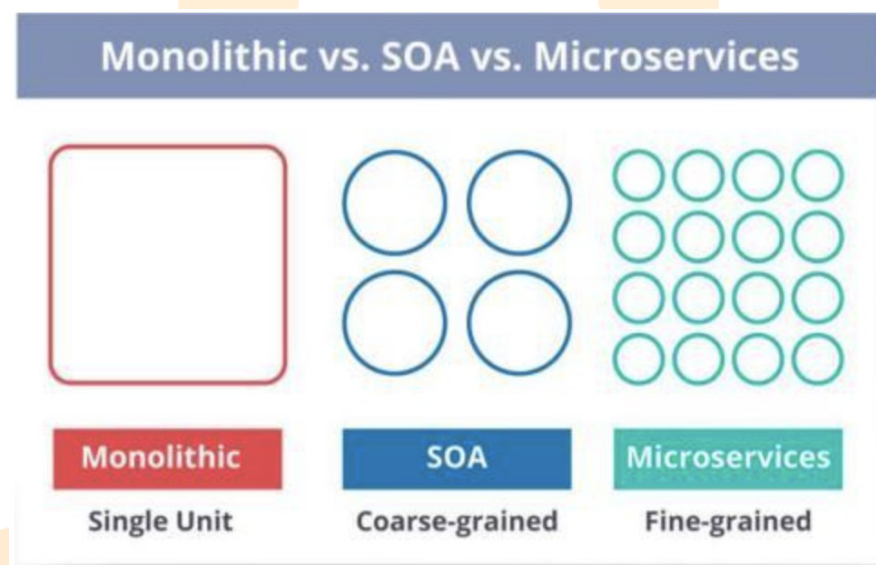 Monolithic vs. SOA vs. Microservices
Monolithic
SOA
Microservices
Single Unit
Coarse-grained
Fine-grained